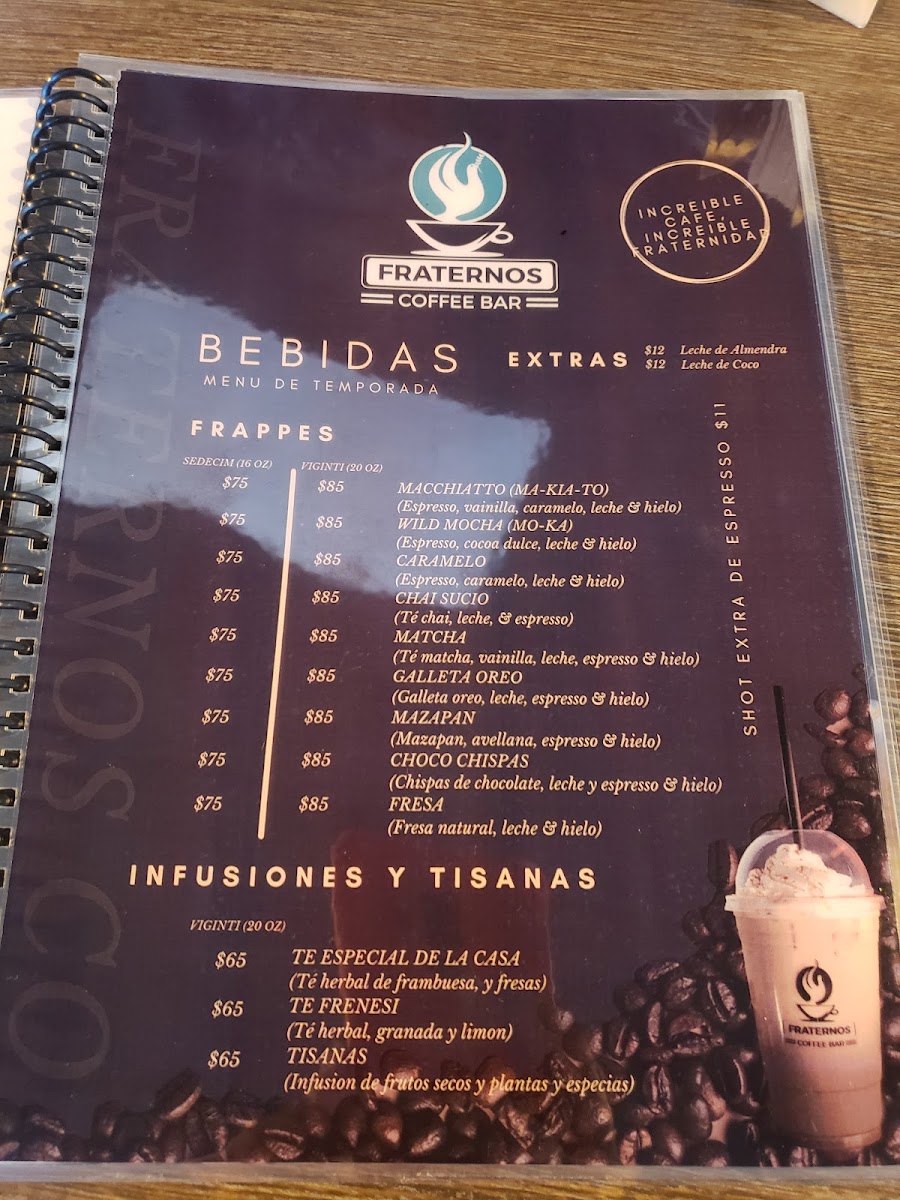 FRATERNOS
COFFEE BAR
INCREIBLE
CAFE,
INCREIBLE
FRATERNIDAD
BEBIDAS
MENU DE TEMPORADA
EXTRAS
$12 Leche de Almendra
$12 Leche de Coco
FRAPPES
SEDECIM (16 OZ) VIGINTI (20 OZ)
$75 $85 MACCHIATTO (MA-KIA-TO)
(Espresso, vainilla, caramelo, leche & hielo)
$75 $85 WILD MOCHA (MO-KA)
(Espresso, cocoa dulce, leche & hielo)
$75 $85 CARAMELO
(Espresso, caramelo, leche & hielo)
$75 $85 CHAI SUCIO
(Té chai, leche, & espresso)
$75 $85 MATCHA
(Té matcha, vainilla, leche, espresso & hielo)
$75 $85 GALLETA OREO
(Galleta oreo, leche, espresso & hielo)
$75 $85 MAZAPAN
(Mazapan, avellana, espresso & hielo)
$75 $85 CHOCO CHISPAS
(Chispas de chocolate, leche y espresso & hielo)
$75 $85 FRESA
(Fresa natural, leche & hielo)
SHOT EXTRA DE ESPRESSO $11
INFUSIONES Y TISANAS
VIGINTI (20 OZ)
$65 TE ESPECIAL DE LA CASA
(Té herbal de frambuesa, y fresas)
$65 TE FRENESI
(Té herbal, granada y limon)
$65 TISANAS
(Infusion de frutos secos y plantas y especias)
FRATERNOS CO
FRATERNOS
COFFEE BAR